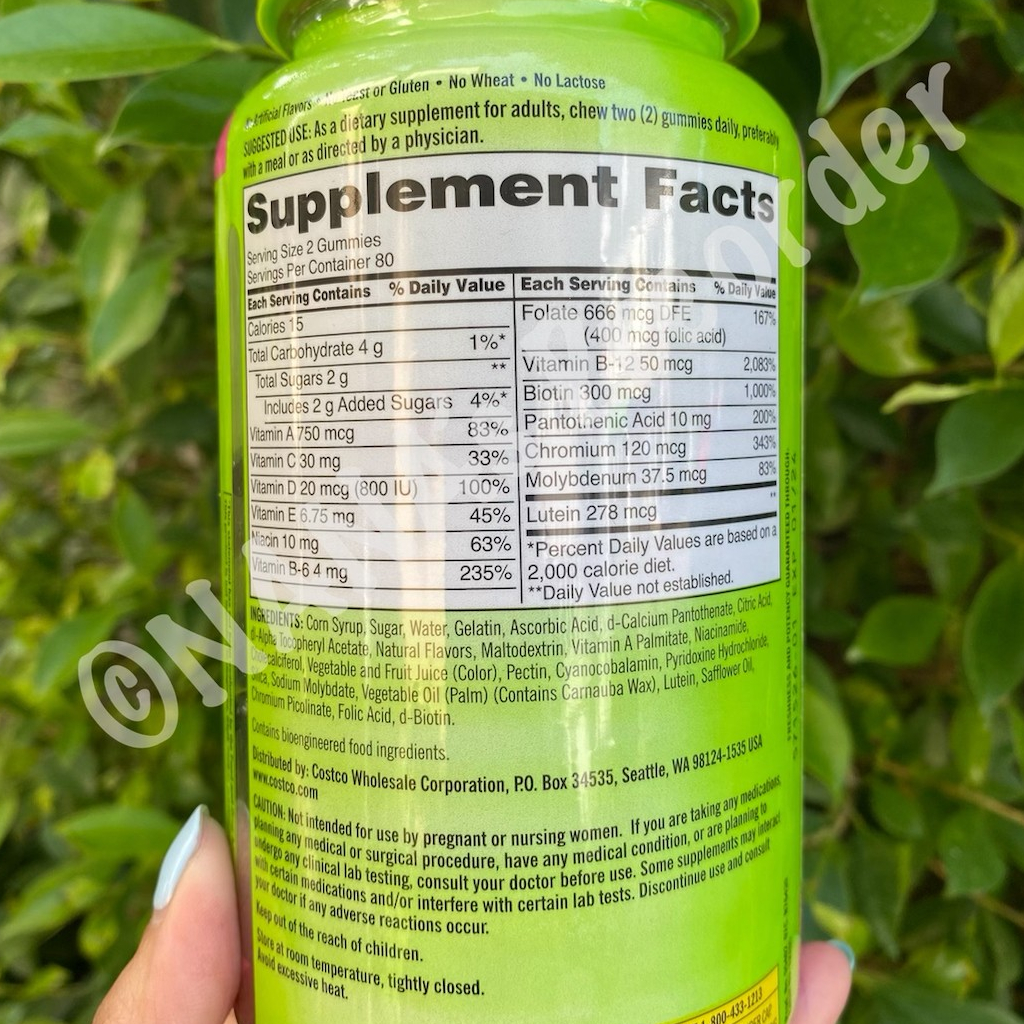 Artificial Flavors • No Yeast or Gluten • No Wheat • No Lactose
SUGGESTED USE: As a dietary supplement for adults, chew two (2) gummies daily, preferably
with a meal or as directed by a physician.
Supplement Facts
Serving Size 2 Gummies
Servings Per Container 80
Each Serving Contains % Daily Value
Calories 15
Total Carbohydrate 4 g 1%*
Total Sugars 2 g **
Includes 2 g Added Sugars 4%*
Vitamin A 750 mcg 83%
Vitamin C 30 mg 33%
Vitamin D 20 mcg (800 IU) 100%
Vitamin E 6.75 mg 45%
Niacin 10 mg 63%
Vitamin B-6 4 mg 235%
Each Serving Contains % Daily Value
Folate 666 mcg DFE 167%
(400 mcg folic acid)
Vitamin B-12 50 mcg 2,083%
Biotin 300 mcg 1,000%
Pantothenic Acid 10 mg 200%
Chromium 120 mcg 343%
Molybdenum 37.5 mcg 83%
Lutein 278 mcg **
*Percent Daily Values are based on a
2,000 calorie diet.
**Daily Value not established.
INGREDIENTS: Corn Syrup, Sugar, Water, Gelatin, Ascorbic Acid, d-Calcium Pantothenate, Citric Acid,
dl-Alpha Tocopheryl Acetate, Natural Flavors, Maltodextrin, Vitamin A Palmitate, Niacinamide,
Vegetable and Fruit Juice (Color), Pectin, Cyanocobalamin, Pyridoxine Hydrochloride,
Sodium Molybdate, Vegetable Oil (Palm) (Contains Carnauba Wax), Lutein, Safflower Oil,
Chromium Picolinate, Folic Acid, d-Biotin.
Contains bioengineered food ingredients.
Distributed by: Costco Wholesale Corporation, P.O. Box 34535, Seattle, WA 98124-1535 USA
www.costco.com
CAUTION: Not intended for use by pregnant or nursing women. If you are taking any medications,
planning any medical or surgical procedure, have any medical condition, or are planning to
undergo any clinical lab testing, consult your doctor before use. Some supplements may interact
with certain medications and/or interfere with certain lab tests. Discontinue use and consult
your doctor if any adverse reactions occur.
Keep out of the reach of children.
Store at room temperature, tightly closed.
Avoid excessive heat.
800-433-1213
FRESHNESS AND POTENCY GUARANTEED THROUGH: